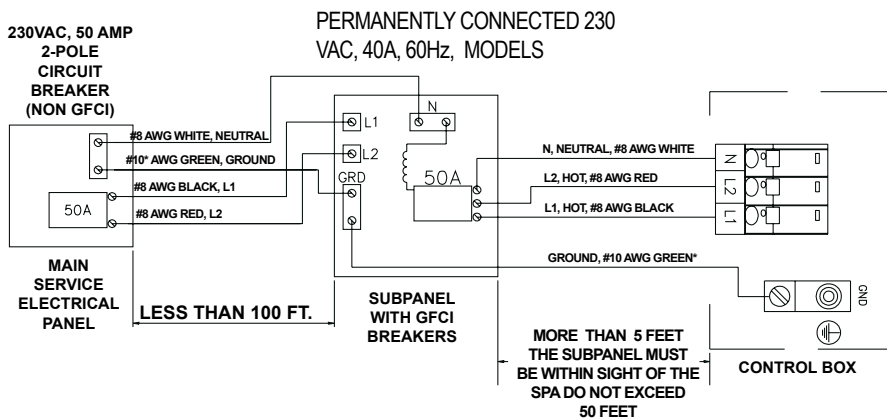 PERMANENTLY CONNECTED 230
VAC, 40A, 60Hz, MODELS
230VAC, 50 AMP
2-POLE
CIRCUIT
BREAKER
(NON GFCI)
#8 AWG WHITE, NEUTRAL
#10* AWG GREEN, GROUND
#8 AWG BLACK, L1
#8 AWG RED, L2
50A
MAIN
SERVICE
ELECTRICAL
PANEL
LESS THAN 100 FT.
L1
L2
GRD
N
50A
SUBPANEL
WITH GFCI
BREAKERS
N, NEUTRAL, #8 AWG WHITE
L2, HOT, #8 AWG RED
L1, HOT, #8 AWG BLACK
GROUND, #10 AWG GREEN*
MORE THAN 5 FEET
THE SUBPANEL MUST
BE WITHIN SIGHT OF THE
SPA DO NOT EXCEED
50 FEET
N
L2
L1
GND
CONTROL BOX